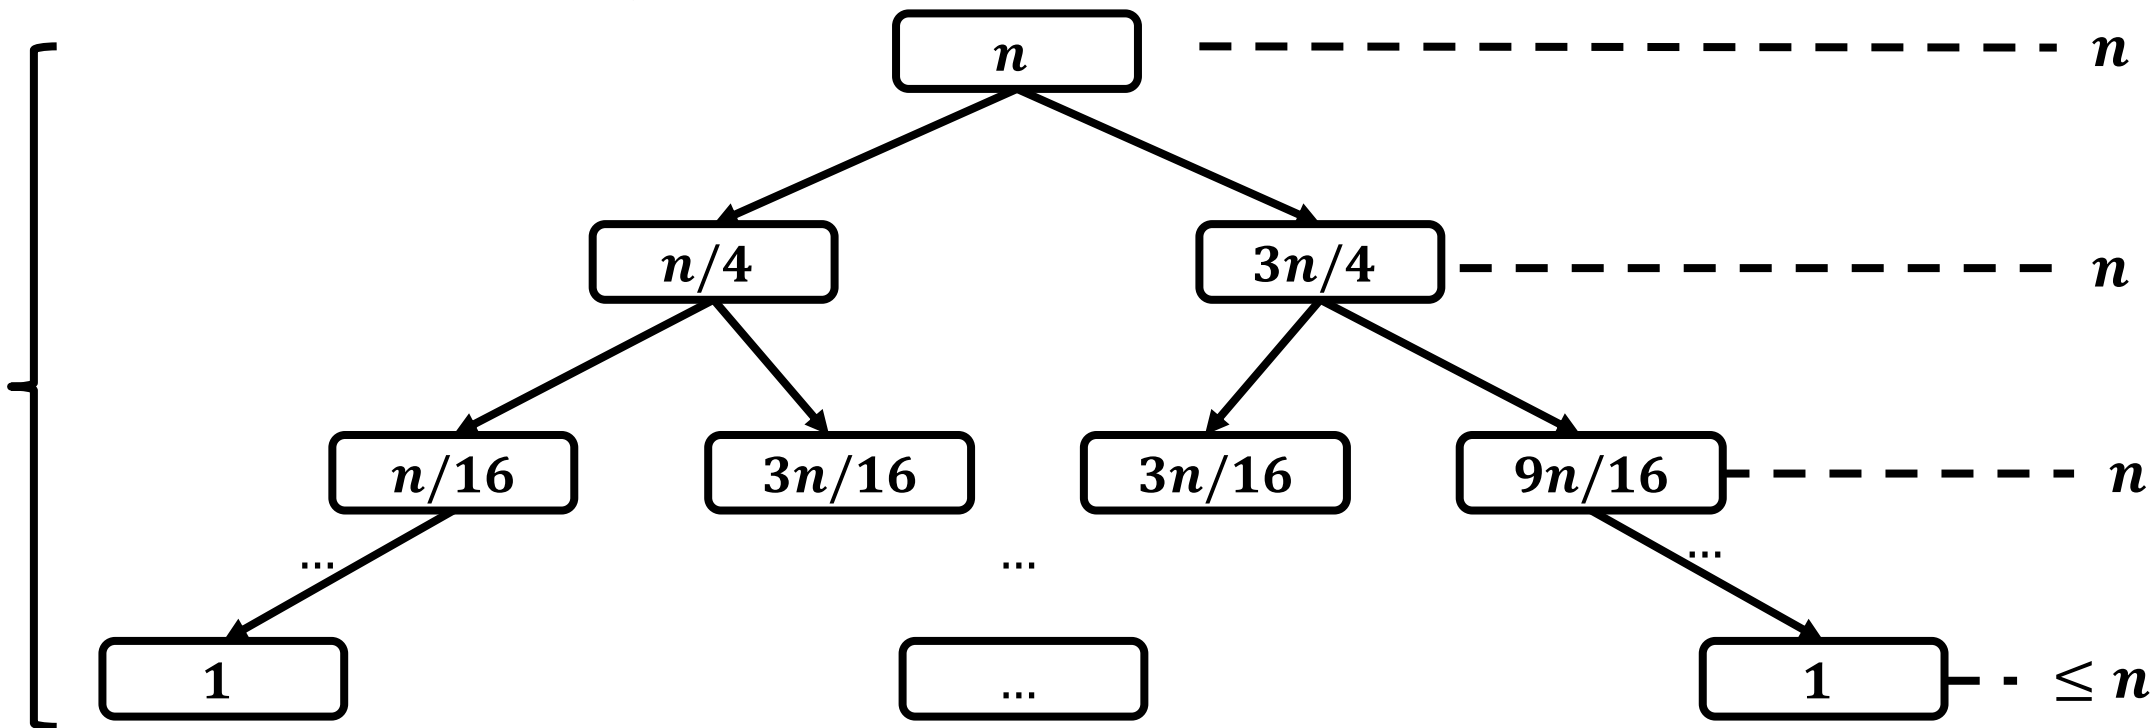 n n
n/4 3n/4 n
n/16 3n/16 3n/16 9n/16 n
... ... ...
1 ... 1 ≤ n